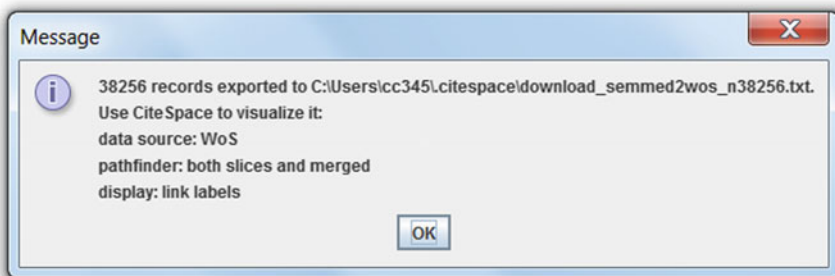 Message
X
i
38256 records exported to C:\Users\cc345\.citespace\download_semmed2wos_n38256.txt.
Use CiteSpace to visualize it:
data source: WoS
pathfinder: both slices and merged
display: link labels
OK